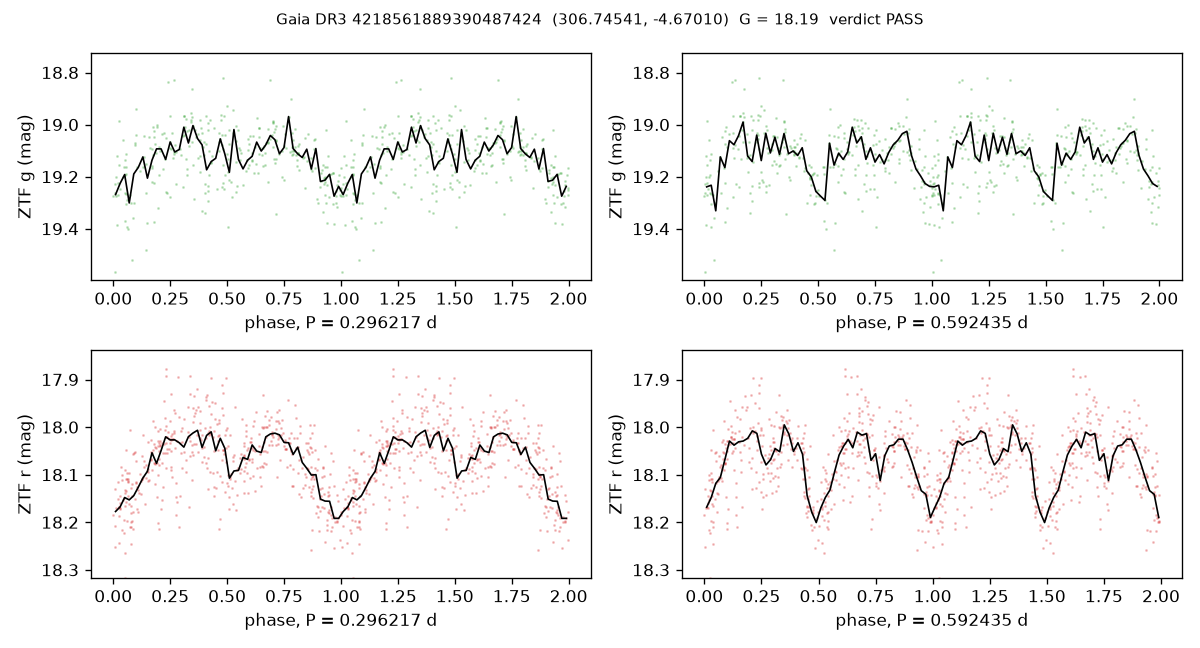 Gaia DR3 4218561889390487424 (306.74541, -4.67010) G = 18.19 verdict PASS
ZTF g (mag)
18.8
19.0
19.2
19.4
0.00 0.25 0.50 0.75 1.00 1.25 1.50 1.75 2.00
phase, P = 0.296217 d
ZTF g (mag)
18.8
19.0
19.2
19.4
0.00 0.25 0.50 0.75 1.00 1.25 1.50 1.75 2.00
phase, P = 0.592435 d
ZTF r (mag)
17.9
18.0
18.1
18.2
18.3
0.00 0.25 0.50 0.75 1.00 1.25 1.50 1.75 2.00
phase, P = 0.296217 d
ZTF r (mag)
17.9
18.0
18.1
18.2
18.3
0.00 0.25 0.50 0.75 1.00 1.25 1.50 1.75 2.00
phase, P = 0.592435 d